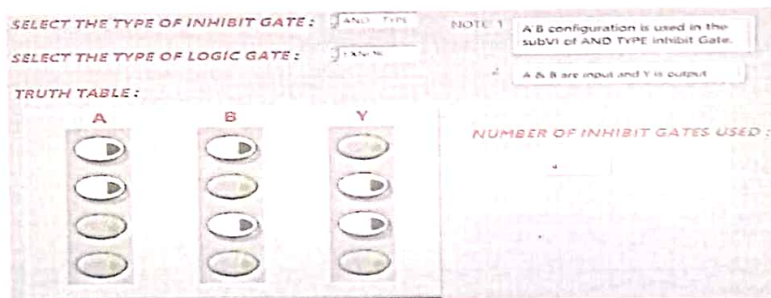 SELECT THE TYPE OF INHIBIT GATE : AND TYPE
NOTE 1 A'B configuration is used in the
subVI of AND TYPE Inhibit Gate.
SELECT THE TYPE OF LOGIC GATE :
2 A & B are input and Y is output
TRUTH TABLE :
A B Y
NUMBER OF INHIBIT GATES USED :